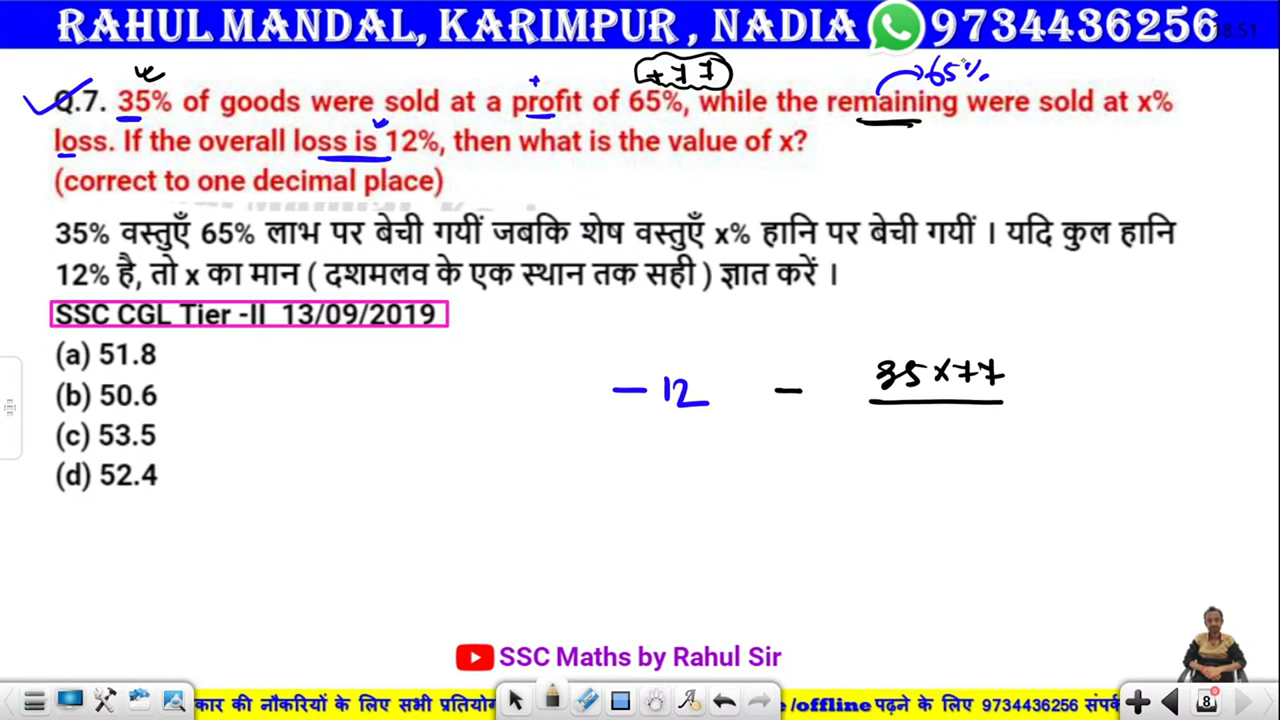 RAHUL MANDAL, KARIMPUR , NADIA 9734436256
+77
65%
Q.7. 35% of goods were sold at a profit of 65%, while the remaining were sold at x%
loss. If the overall loss is 12%, then what is the value of x?
(correct to one decimal place)
35% वस्तुएँ 65% लाभ पर बेची गयीं जबकि शेष वस्तुएँ x% हानि पर बेची गयीं । यदि कुल हानि
12% है, तो x का मान ( दशमलव के एक स्थान तक सही ) ज्ञात करें ।
SSC CGL Tier -II 13/09/2019
(a) 51.8
(b) 50.6
(c) 53.5
(d) 52.4
– 12 – 35×77
SSC Maths by Rahul Sir
कार की नौकरियों के लिए सभी प्रतियो /offline पढ़ने के लिए 9734436256 संपर्क
8